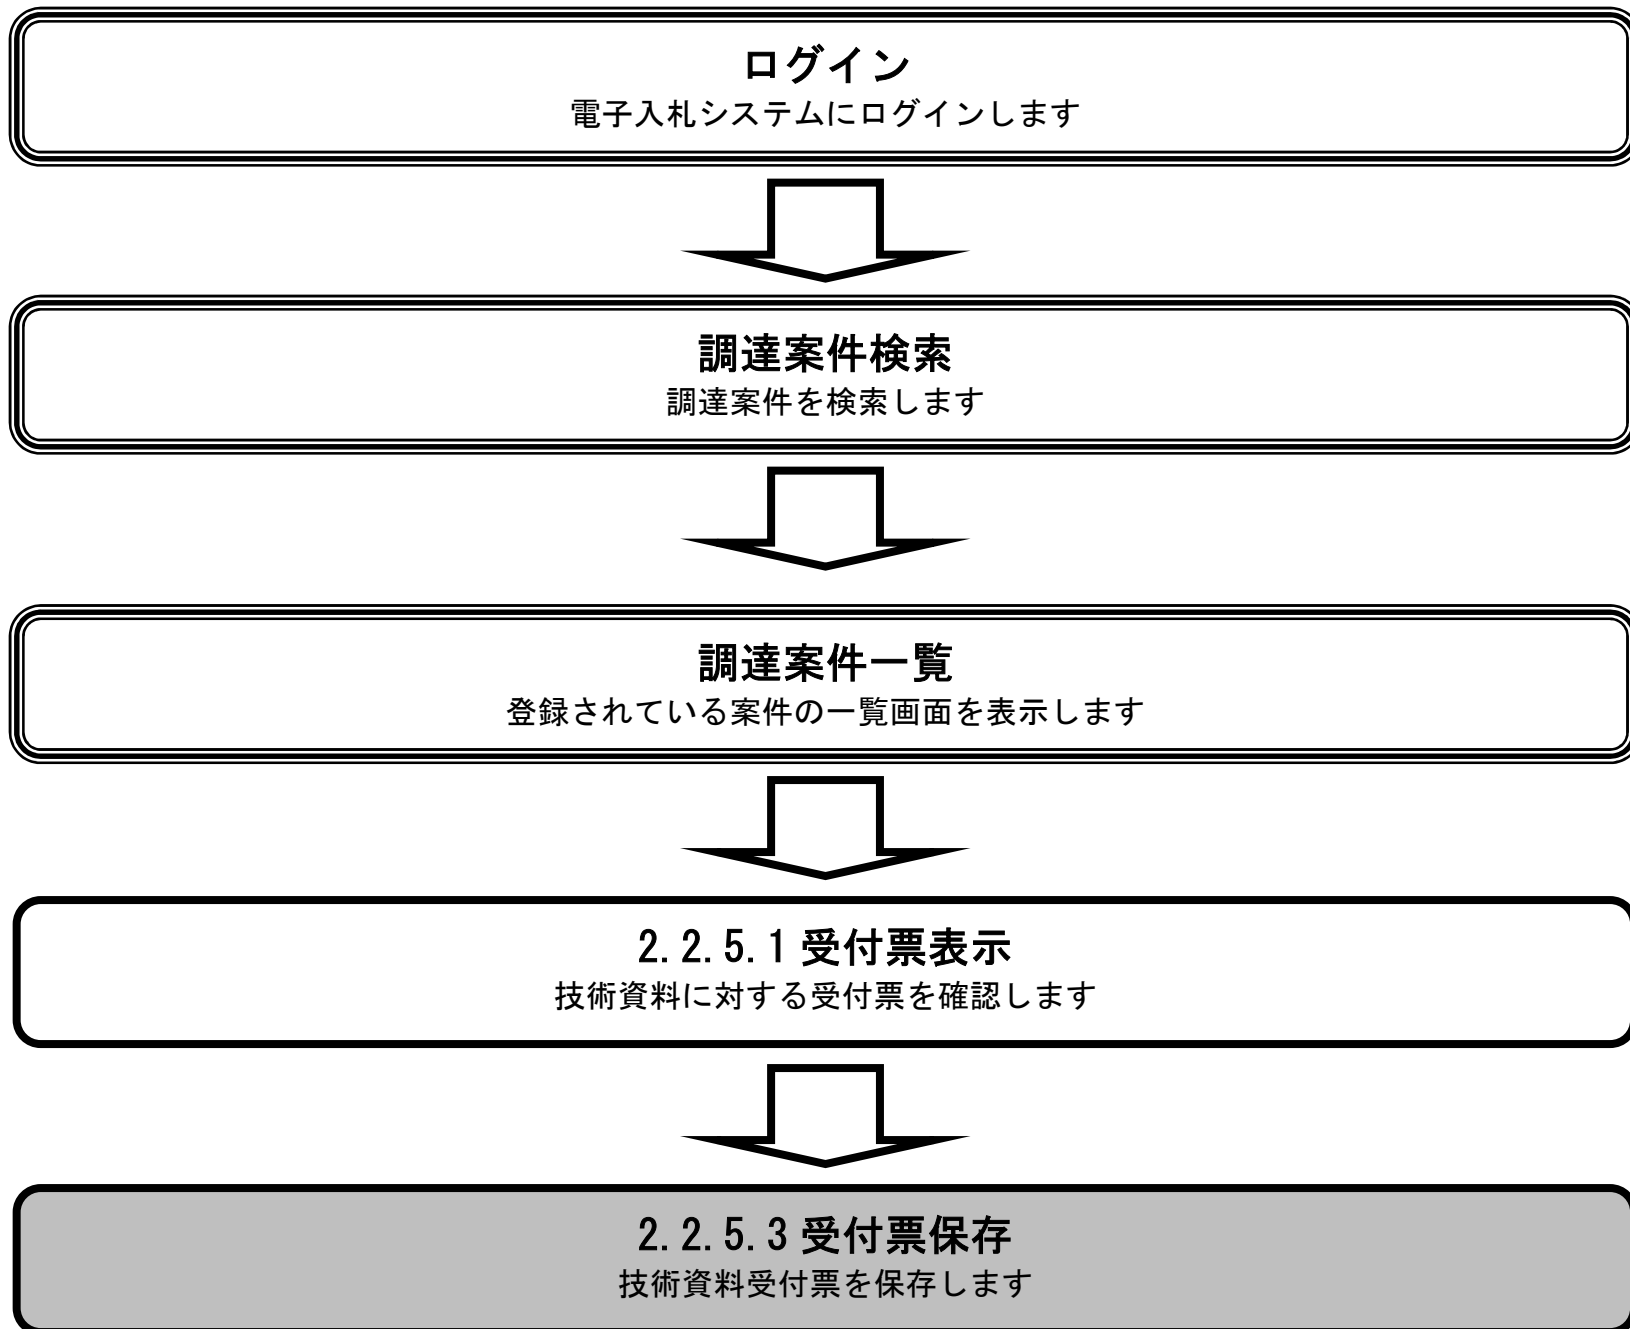 ログイン
電子入札システムにログインします
調達案件検索
調達案件を検索します
調達案件一覧
登録されている案件の一覧画面を表示します
2.2.5.1 受付票表示
技術資料に対する受付票を確認します
2.2.5.3 受付票保存
技術資料受付票を保存します